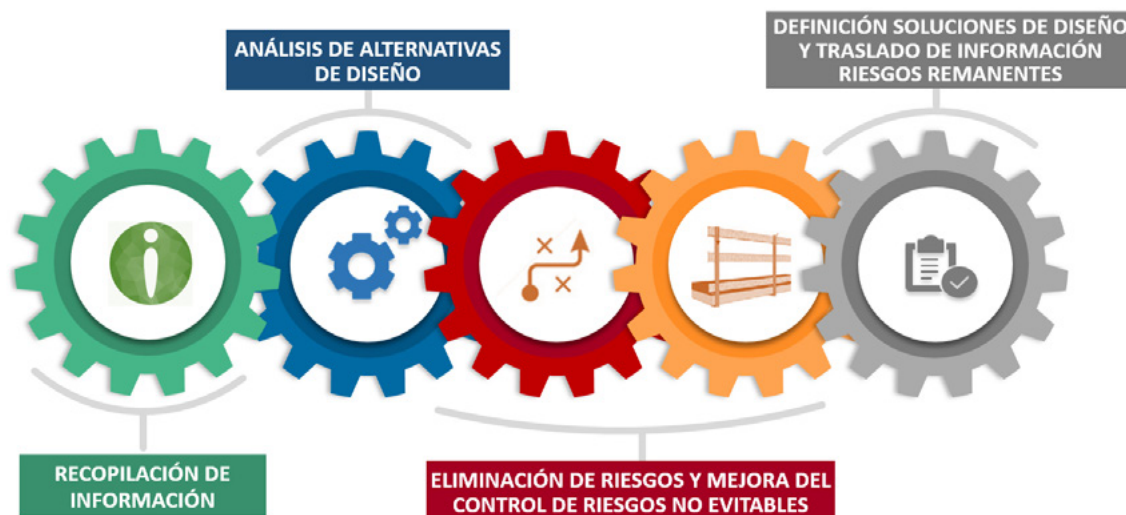 ANÁLISIS DE ALTERNATIVAS
DE DISEÑO
DEFINICIÓN SOLUCIONES DE DISEÑO
Y TRASLADO DE INFORMACIÓN
RIESGOS REMANENTES
RECOPILACIÓN DE
INFORMACIÓN
ELIMINACIÓN DE RIESGOS Y MEJORA DEL
CONTROL DE RIESGOS NO EVITABLES